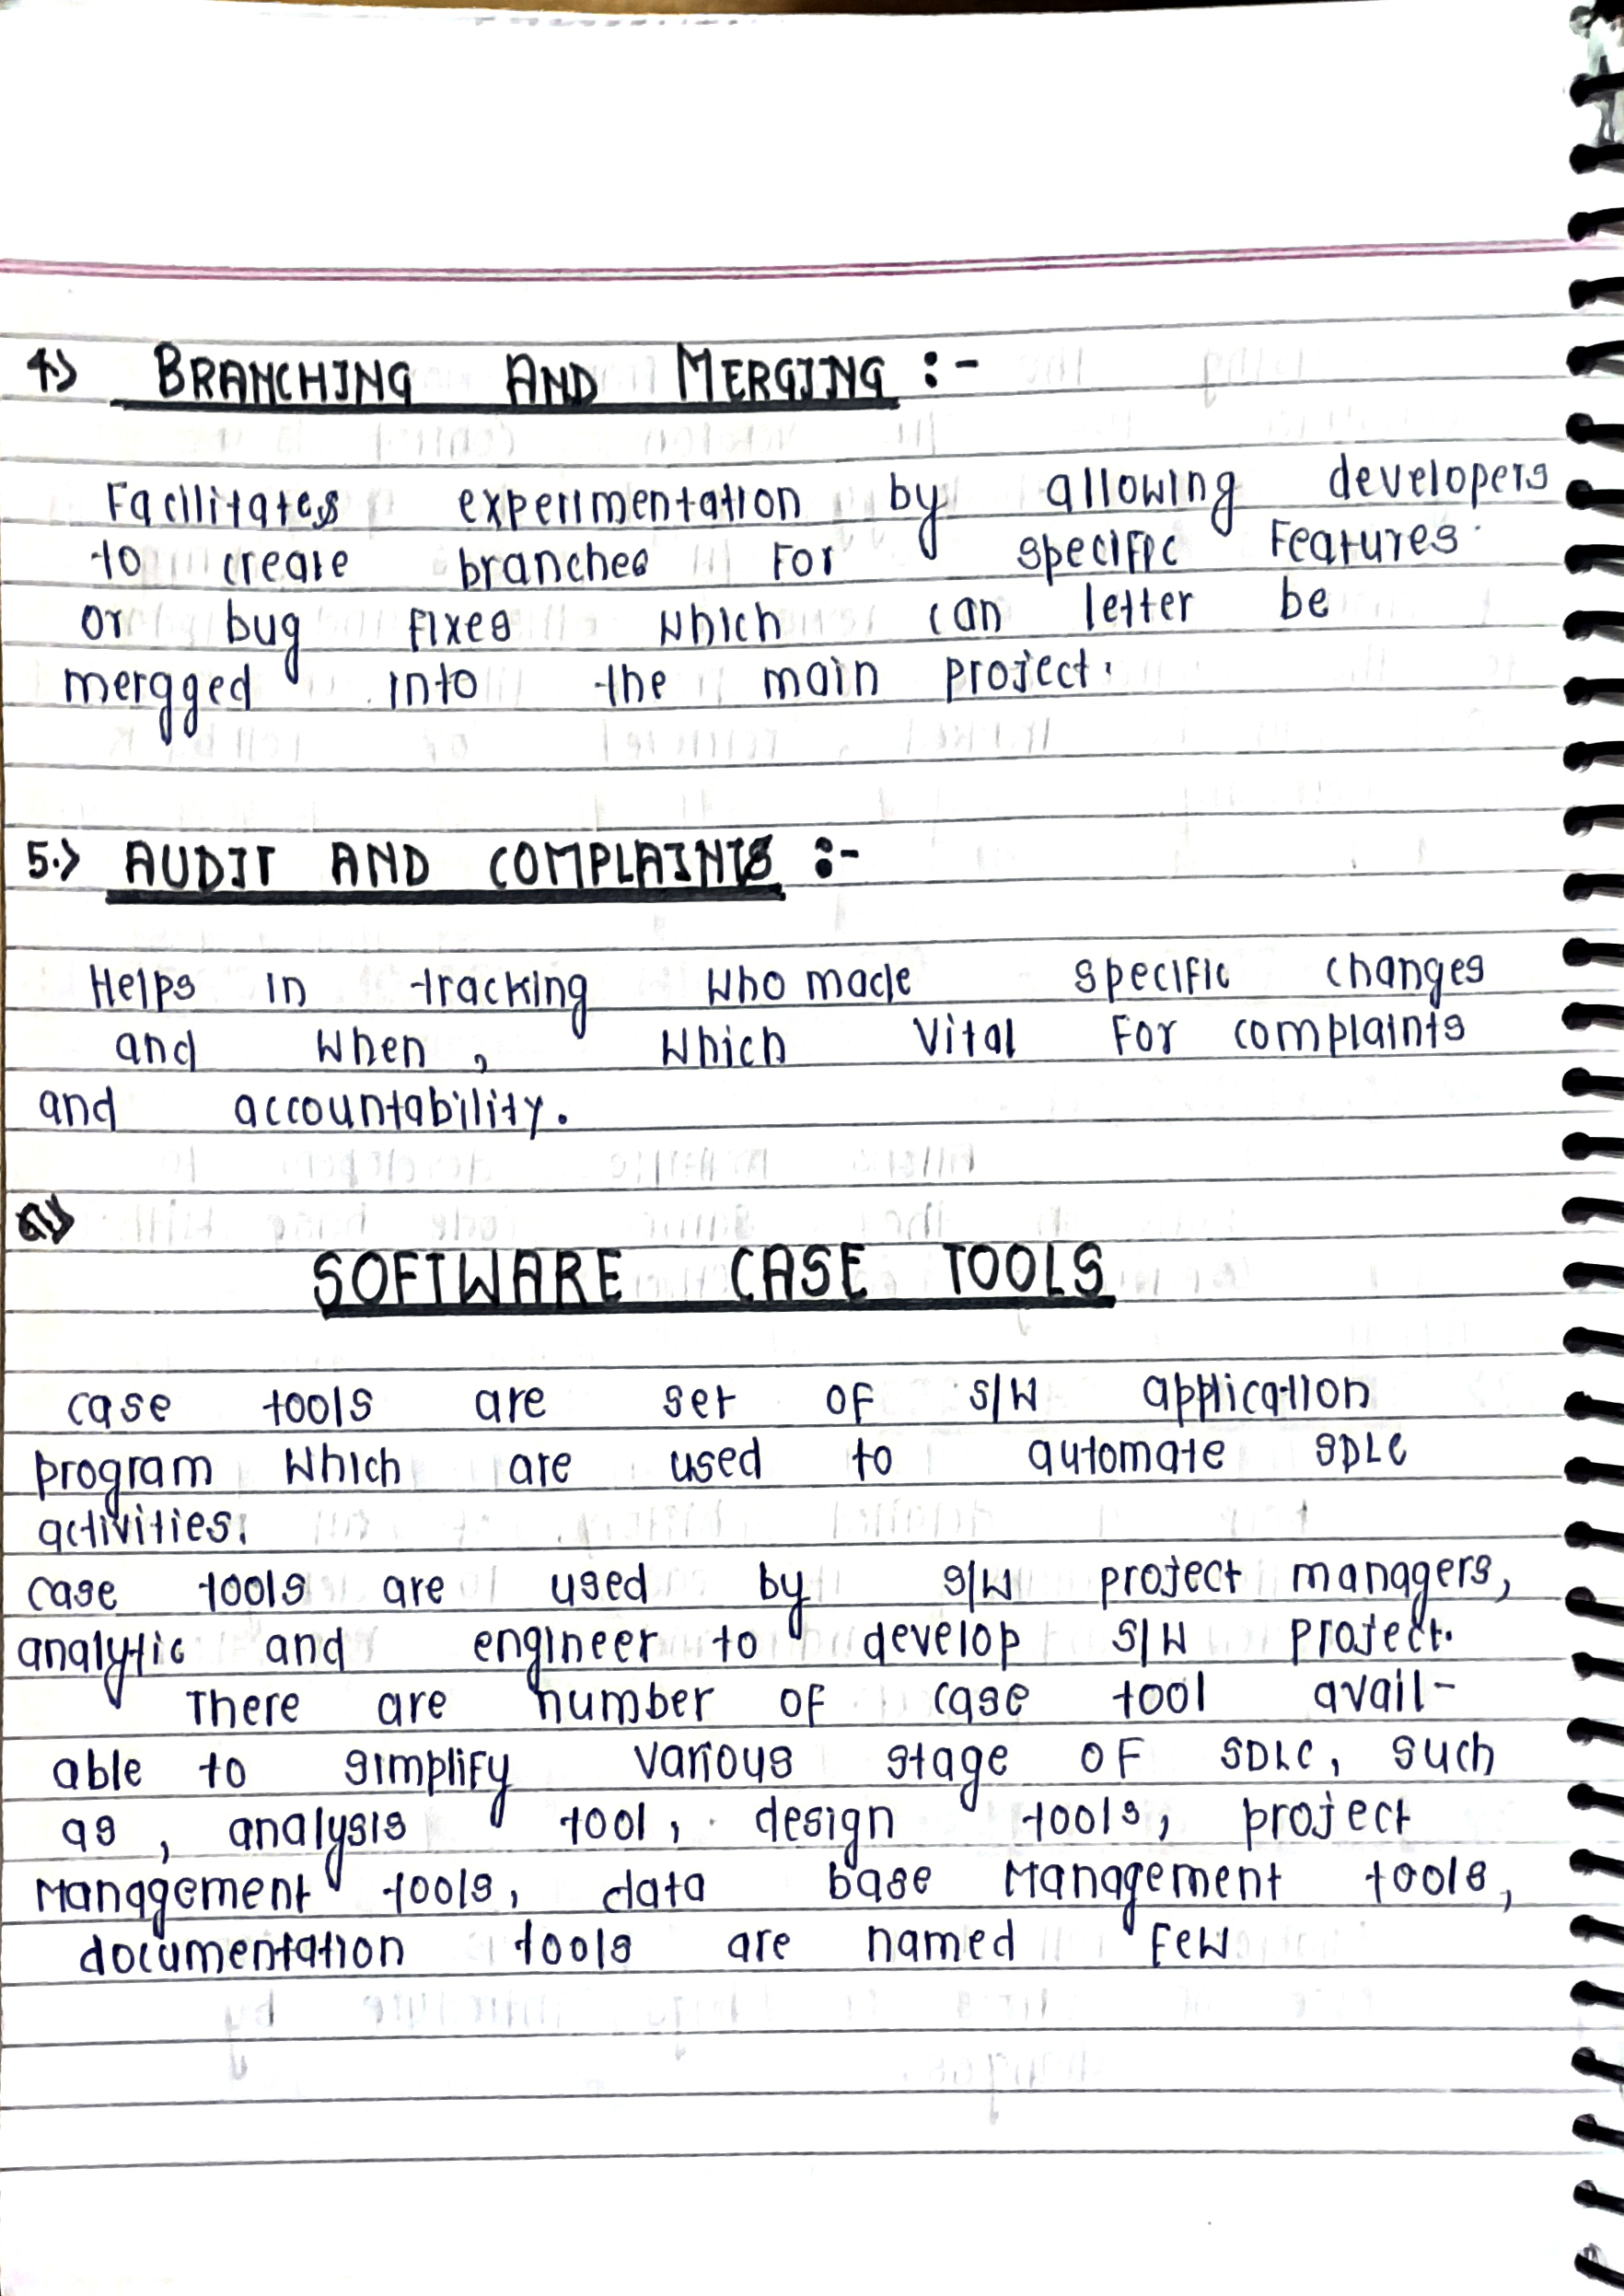 4.> BRANCHING AND MERGING :-
Facilitates experimentation by allowing developers
to create branches For specific Features
or bug Fixes which can letter be
mergged into the main project.
5.> AUDIT AND COMPLAINTS :-
Helps in tracking who made specific changes
and when, which vital For complaints
and accountability.
SOFTWARE CASE TOOLS
case tools are set OF S/W application
program which are used to automate SDLC
activities.
case tools are used by S/W project managers,
analytic and engineer to develop S/W project.
There are number OF case tool avail-
able to simpliFy various stage OF SDLC, such
as, analysis tool, design tools, project
Management tools, data base Management tools,
documentation tools are named Few